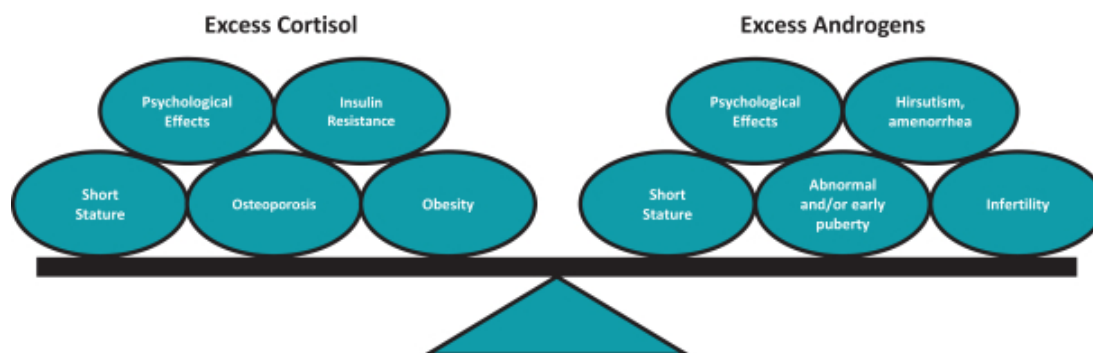 Excess Cortisol
Excess Androgens
Psychological
Effects
Insulin
Resistance
Psychological
Effects
Hirsutism,
amenorrhea
Short
Stature
Osteoporosis
Obesity
Short
Stature
Abnormal
and/or early
puberty
Infertility